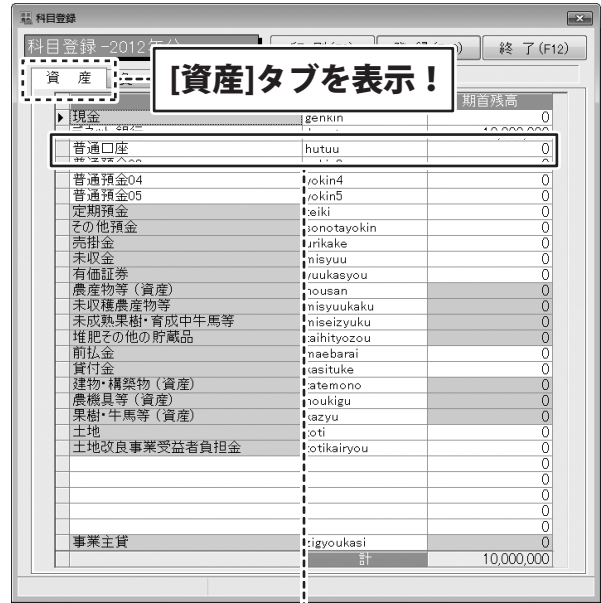 科目登録
科目登録 -2012年分
終 了(F12)
資 産
[資産]タブを表示！
期首残高
現金 genkin 0
10,000,000
普通口座 hutuu 0
普通預金04 yokin4 0
普通預金05 yokin5 0
定期預金 teiki 0
その他預金 sonotayokin 0
売掛金 urikake 0
未収金 misyuu 0
有価証券 yuukasyou 0
農産物等（資産） nousan 0
未収穫農産物等 misyuukaku 0
未成熟果樹・育成中牛馬等 miseizyuku 0
堆肥その他の貯蔵品 taihityozou 0
前払金 maebarai 0
貸付金 kasituke 0
建物・構築物（資産） tatemono 0
農機具等（資産） noukigu 0
果樹・牛馬等（資産） kazyu 0
土地 toti 0
土地改良事業受益者負担金 totikairyou 0
0
0
0
0
0
事業主貸 zigyoukasi 0
計 10,000,000